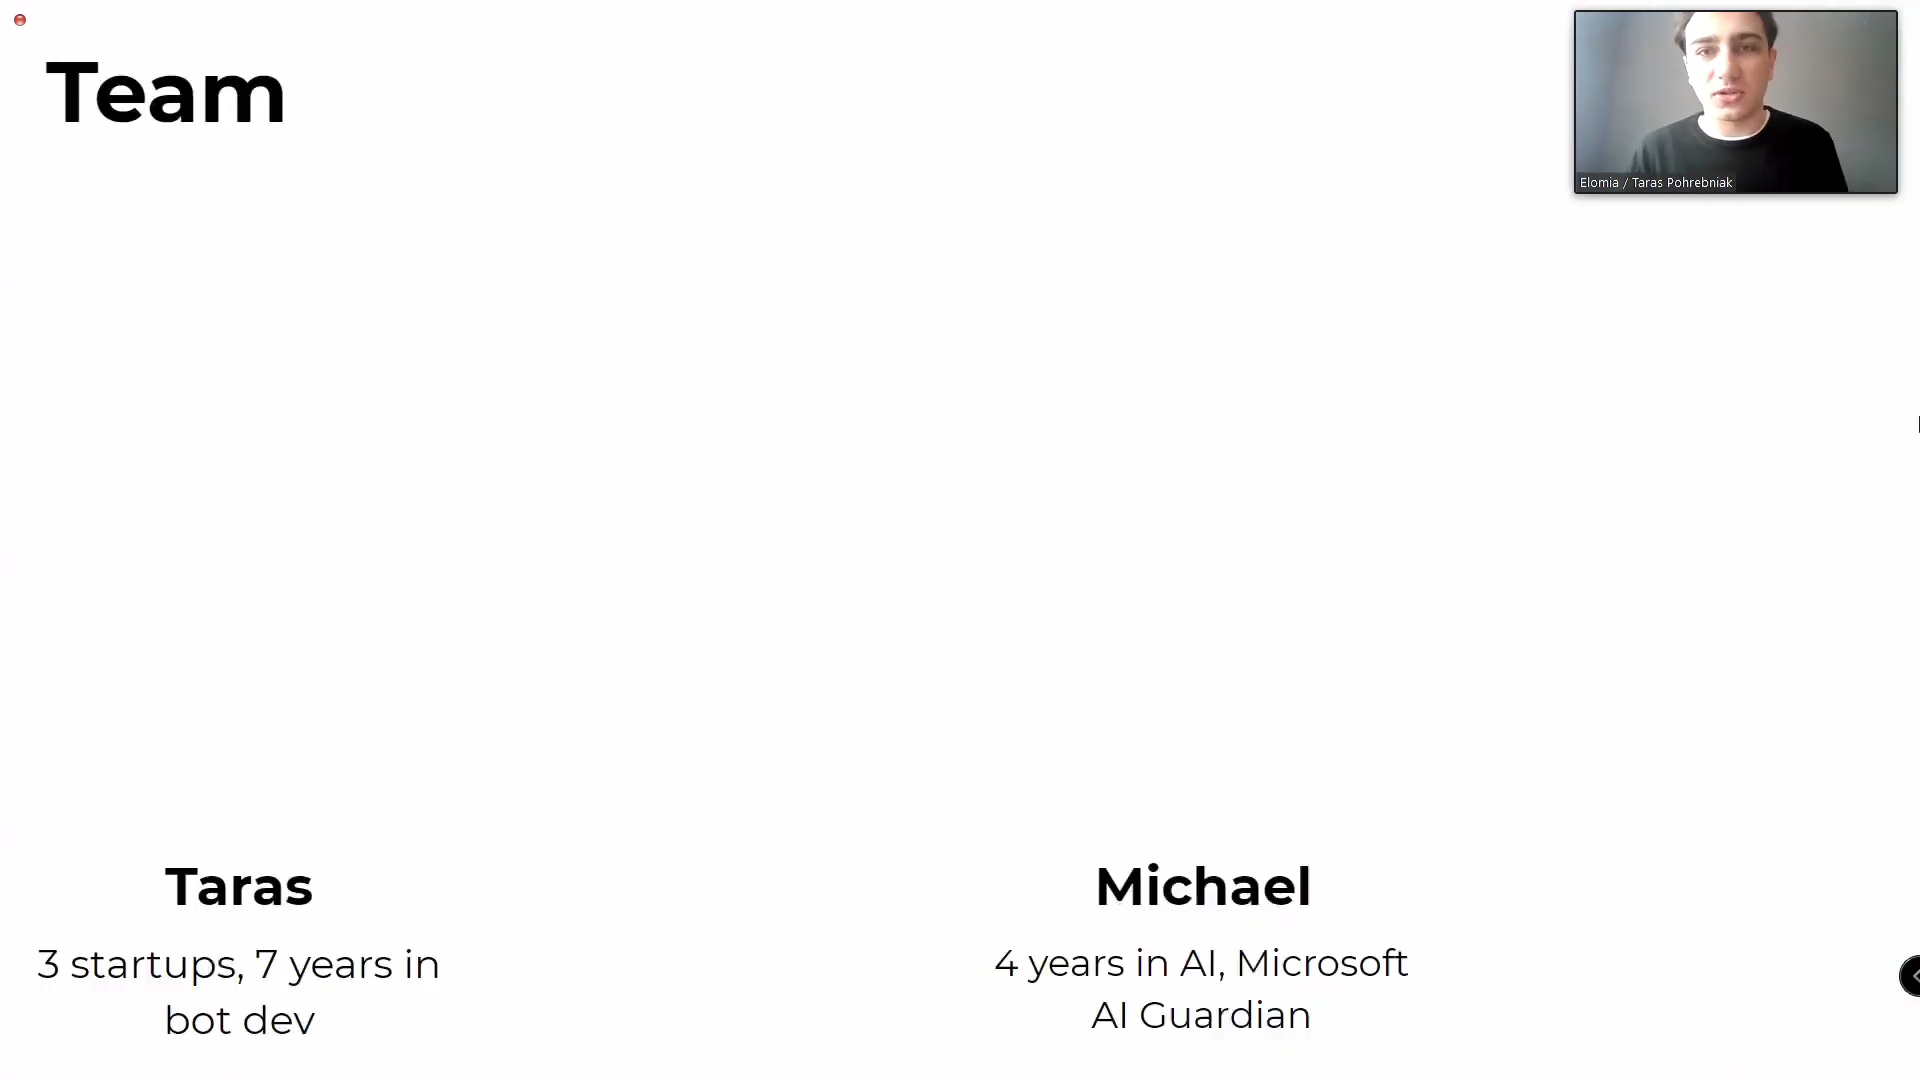 Team
Elomia / Taras Pohrebniak
Taras
3 startups, 7 years in
bot dev
Michael
4 years in AI, Microsoft
AI Guardian